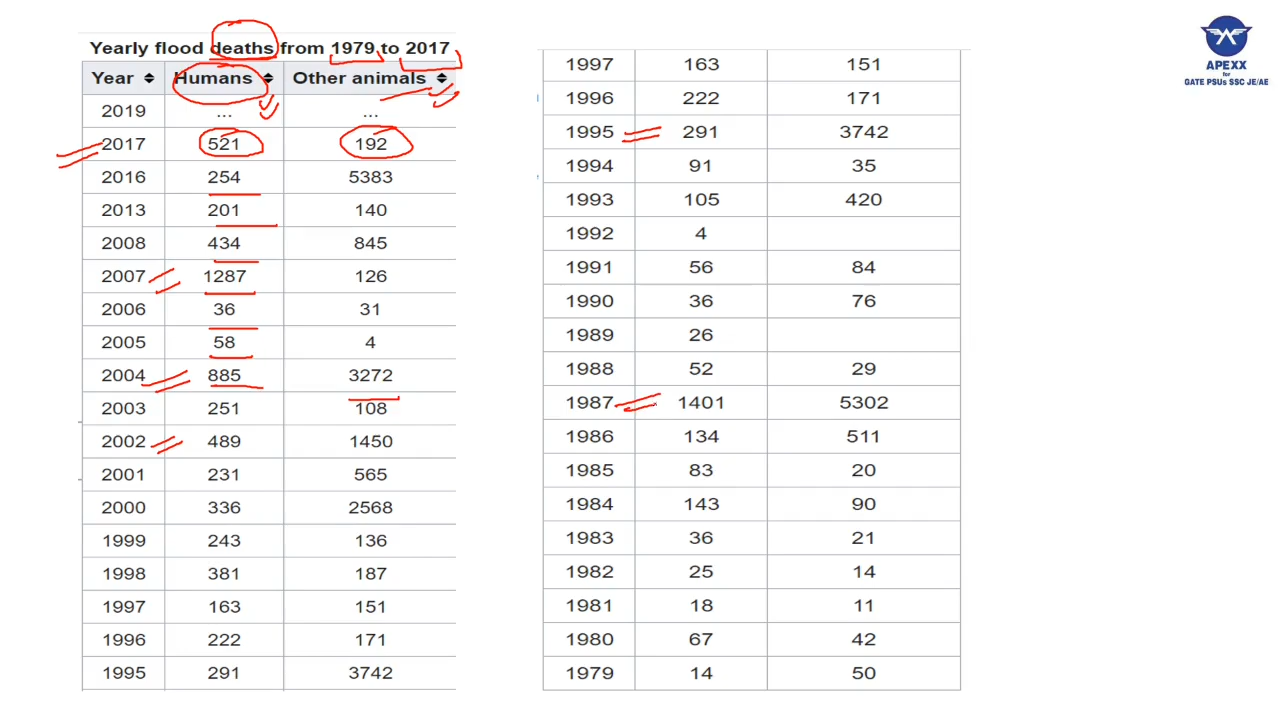 Yearly flood deaths from 1979 to 2017
Year Humans Other animals
2019 ... ...
2017 521 192
2016 254 5383
2013 201 140
2008 434 845
2007 1287 126
2006 36 31
2005 58 4
2004 885 3272
2003 251 108
2002 489 1450
2001 231 565
2000 336 2568
1999 243 136
1998 381 187
1997 163 151
1996 222 171
1995 291 3742
1997 163 151
1996 222 171
1995 291 3742
1994 91 35
1993 105 420
1992 4
1991 56 84
1990 36 76
1989 26
1988 52 29
1987 1401 5302
1986 134 511
1985 83 20
1984 143 90
1983 36 21
1982 25 14
1981 18 11
1980 67 42
1979 14 50
APEXX
for
GATE PSUs SSC JE/AE